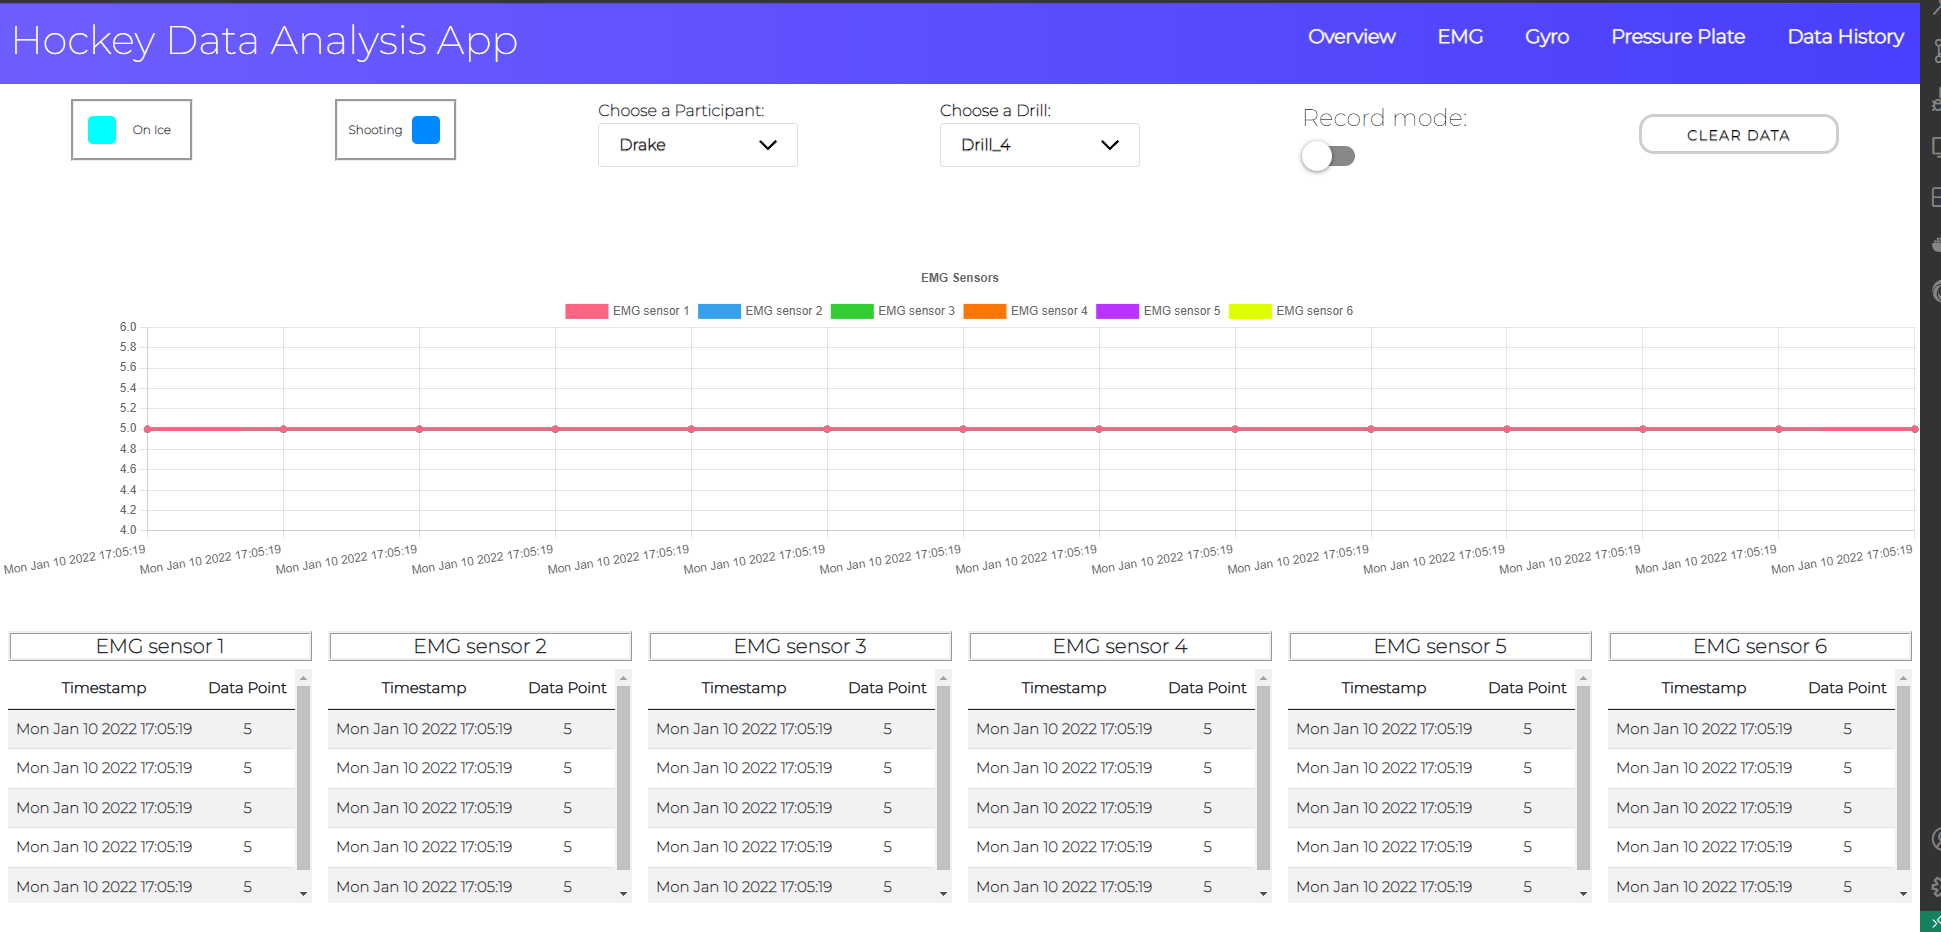 Hockey Data Analysis App Overview EMG Gyro Pressure Plate Data History
On Ice Shooting Choose a Participant: Choose a Drill: Record mode: CLEAR DATA
Drake Drill_4
EMG Sensors
EMG sensor 1 EMG sensor 2 EMG sensor 3 EMG sensor 4 EMG sensor 5 EMG sensor 6
6.0
5.8
5.6
5.4
5.2
5.0
4.8
4.6
4.4
4.2
4.0
Mon Jan 10 2022 17:05:19 Mon Jan 10 2022 17:05:19 Mon Jan 10 2022 17:05:19 Mon Jan 10 2022 17:05:19 Mon Jan 10 2022 17:05:19 Mon Jan 10 2022 17:05:19 Mon Jan 10 2022 17:05:19 Mon Jan 10 2022 17:05:19 Mon Jan 10 2022 17:05:19 Mon Jan 10 2022 17:05:19 Mon Jan 10 2022 17:05:19 Mon Jan 10 2022 17:05:19 Mon Jan 10 2022 17:05:19 Mon Jan 10 2022 17:05:19
EMG sensor 1 EMG sensor 2 EMG sensor 3 EMG sensor 4 EMG sensor 5 EMG sensor 6
Timestamp Data Point Timestamp Data Point Timestamp Data Point Timestamp Data Point Timestamp Data Point Timestamp Data Point
Mon Jan 10 2022 17:05:19 5 Mon Jan 10 2022 17:05:19 5 Mon Jan 10 2022 17:05:19 5 Mon Jan 10 2022 17:05:19 5 Mon Jan 10 2022 17:05:19 5 Mon Jan 10 2022 17:05:19 5
Mon Jan 10 2022 17:05:19 5 Mon Jan 10 2022 17:05:19 5 Mon Jan 10 2022 17:05:19 5 Mon Jan 10 2022 17:05:19 5 Mon Jan 10 2022 17:05:19 5 Mon Jan 10 2022 17:05:19 5
Mon Jan 10 2022 17:05:19 5 Mon Jan 10 2022 17:05:19 5 Mon Jan 10 2022 17:05:19 5 Mon Jan 10 2022 17:05:19 5 Mon Jan 10 2022 17:05:19 5 Mon Jan 10 2022 17:05:19 5
Mon Jan 10 2022 17:05:19 5 Mon Jan 10 2022 17:05:19 5 Mon Jan 10 2022 17:05:19 5 Mon Jan 10 2022 17:05:19 5 Mon Jan 10 2022 17:05:19 5 Mon Jan 10 2022 17:05:19 5
Mon Jan 10 2022 17:05:19 5 Mon Jan 10 2022 17:05:19 5 Mon Jan 10 2022 17:05:19 5 Mon Jan 10 2022 17:05:19 5 Mon Jan 10 2022 17:05:19 5 Mon Jan 10 2022 17:05:19 5